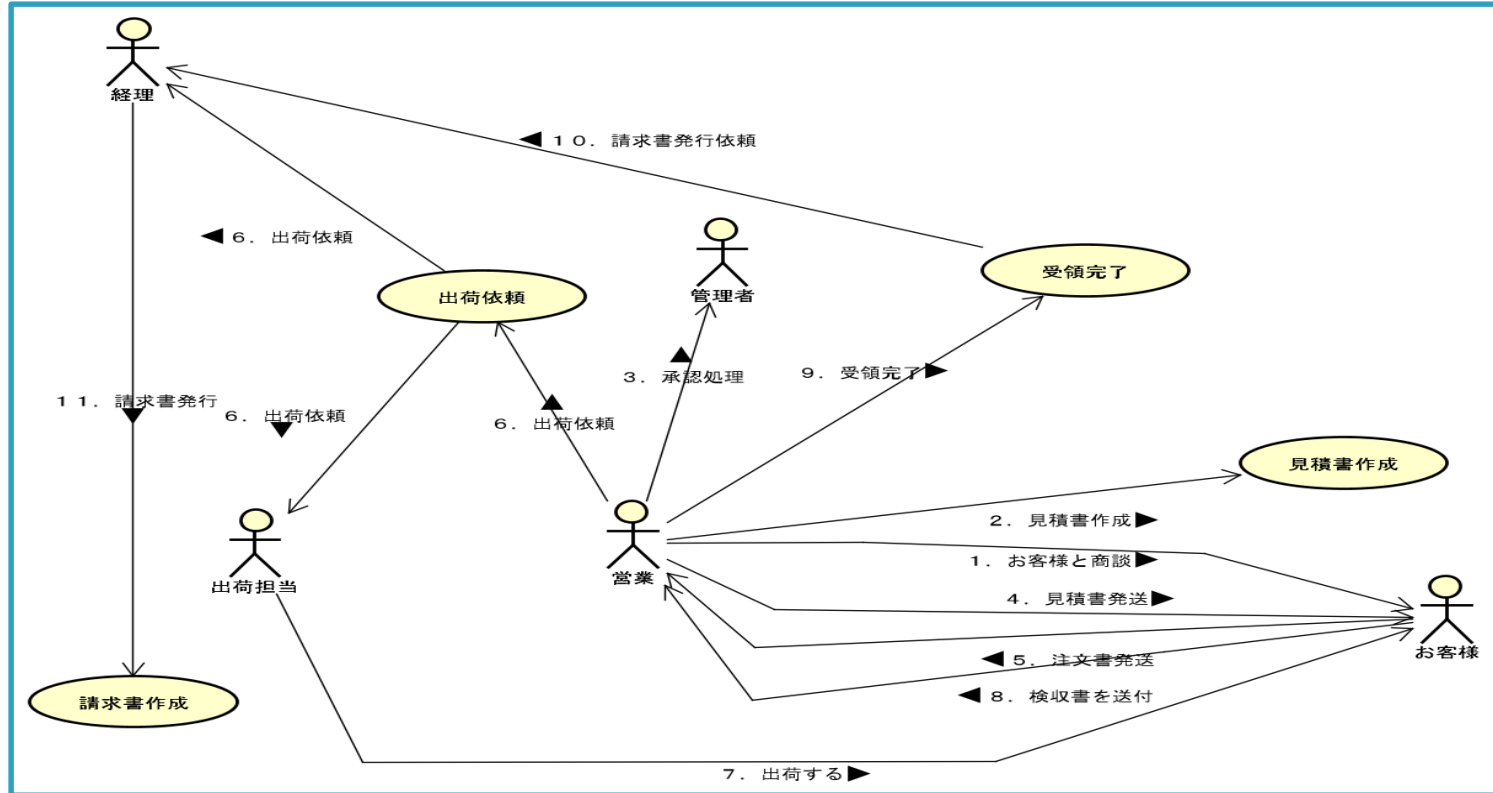 経理
◀ 10. 請求書発行依頼
◀ 6. 出荷依頼
出荷依頼
管理者
受領完了
3. 承認処理
9. 受領完了▶
11. 請求書発行
6. 出荷依頼
6. 出荷依頼
見積書作成
2. 見積書作成▶
1. お客様と商談▶
出荷担当
営業
4. 見積書発送▶
お客様
◀ 5. 注文書発送
請求書作成
◀ 8. 検収書を送付
7. 出荷する▶